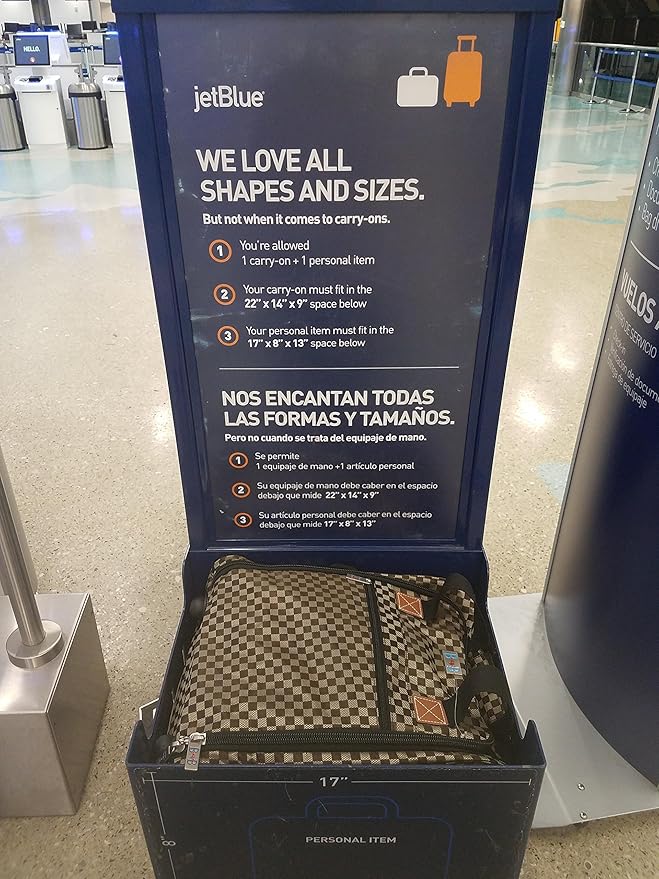 HELLO.
jetBlue
WE LOVE ALL
SHAPES AND SIZES.
But not when it comes to carry-ons.
1 You're allowed
1 carry-on + 1 personal item
2 Your carry-on must fit in the
22" x 14" x 9" space below
3 Your personal item must fit in the
17" x 8" x 13" space below
NOS ENCANTAN TODAS
LAS FORMAS Y TAMAÑOS.
Pero no cuando se trata del equipaje de mano.
1 Se permite
1 equipaje de mano +1 artículo personal
2 Su equipaje de mano debe caber en el espacio
debajo que mide 22" x 14" x 9"
3 Su artículo personal debe caber en el espacio
debajo que mide 17" x 8" x 13"
17"
8"
PERSONAL ITEM
DE SERVICIO
de equipaje